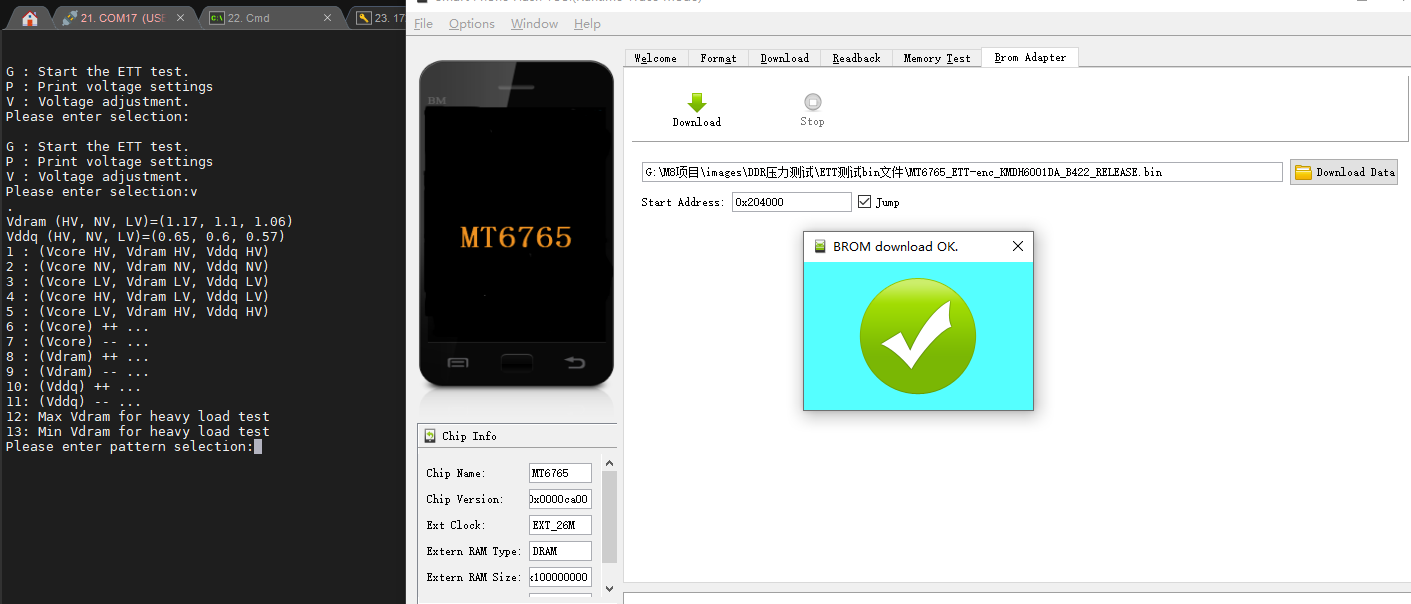 21. COM17 (USB
22. Cmd
23. 17
G : Start the ETT test.
P : Print voltage settings
V : Voltage adjustment.
Please enter selection:
G : Start the ETT test.
P : Print voltage settings
V : Voltage adjustment.
Please enter selection:v
.
Vdram (HV, NV, LV)=(1.17, 1.1, 1.06)
Vddq (HV, NV, LV)=(0.65, 0.6, 0.57)
1 : (Vcore HV, Vdram HV, Vddq HV)
2 : (Vcore NV, Vdram NV, Vddq NV)
3 : (Vcore LV, Vdram LV, Vddq LV)
4 : (Vcore HV, Vdram LV, Vddq LV)
5 : (Vcore LV, Vdram HV, Vddq HV)
6 : (Vcore) ++ ...
7 : (Vcore) -- ...
8 : (Vdram) ++ ...
9 : (Vdram) -- ...
10: (Vddq) ++ ...
11: (Vddq) -- ...
12: Max Vdram for heavy load test
13: Min Vdram for heavy load test
Please enter pattern selection:
File Options Window Help
BM
MT6765
Chip Info
Chip Name: MT6765
Chip Version: 0x0000ca00
Ext Clock: EXT_26M
Extern RAM Type: DRAM
Extern RAM Size: x100000000
Welcome Format Download Readback Memory Test Brom Adapter
Download Stop
G:\M8项目\images\DDR压力测试\ETT测试bin文件\MT6765_ETT-enc_KMDH6001DA_B422_RELEASE.bin Download Data
Start Address: 0x204000 Jump
BROM download OK.